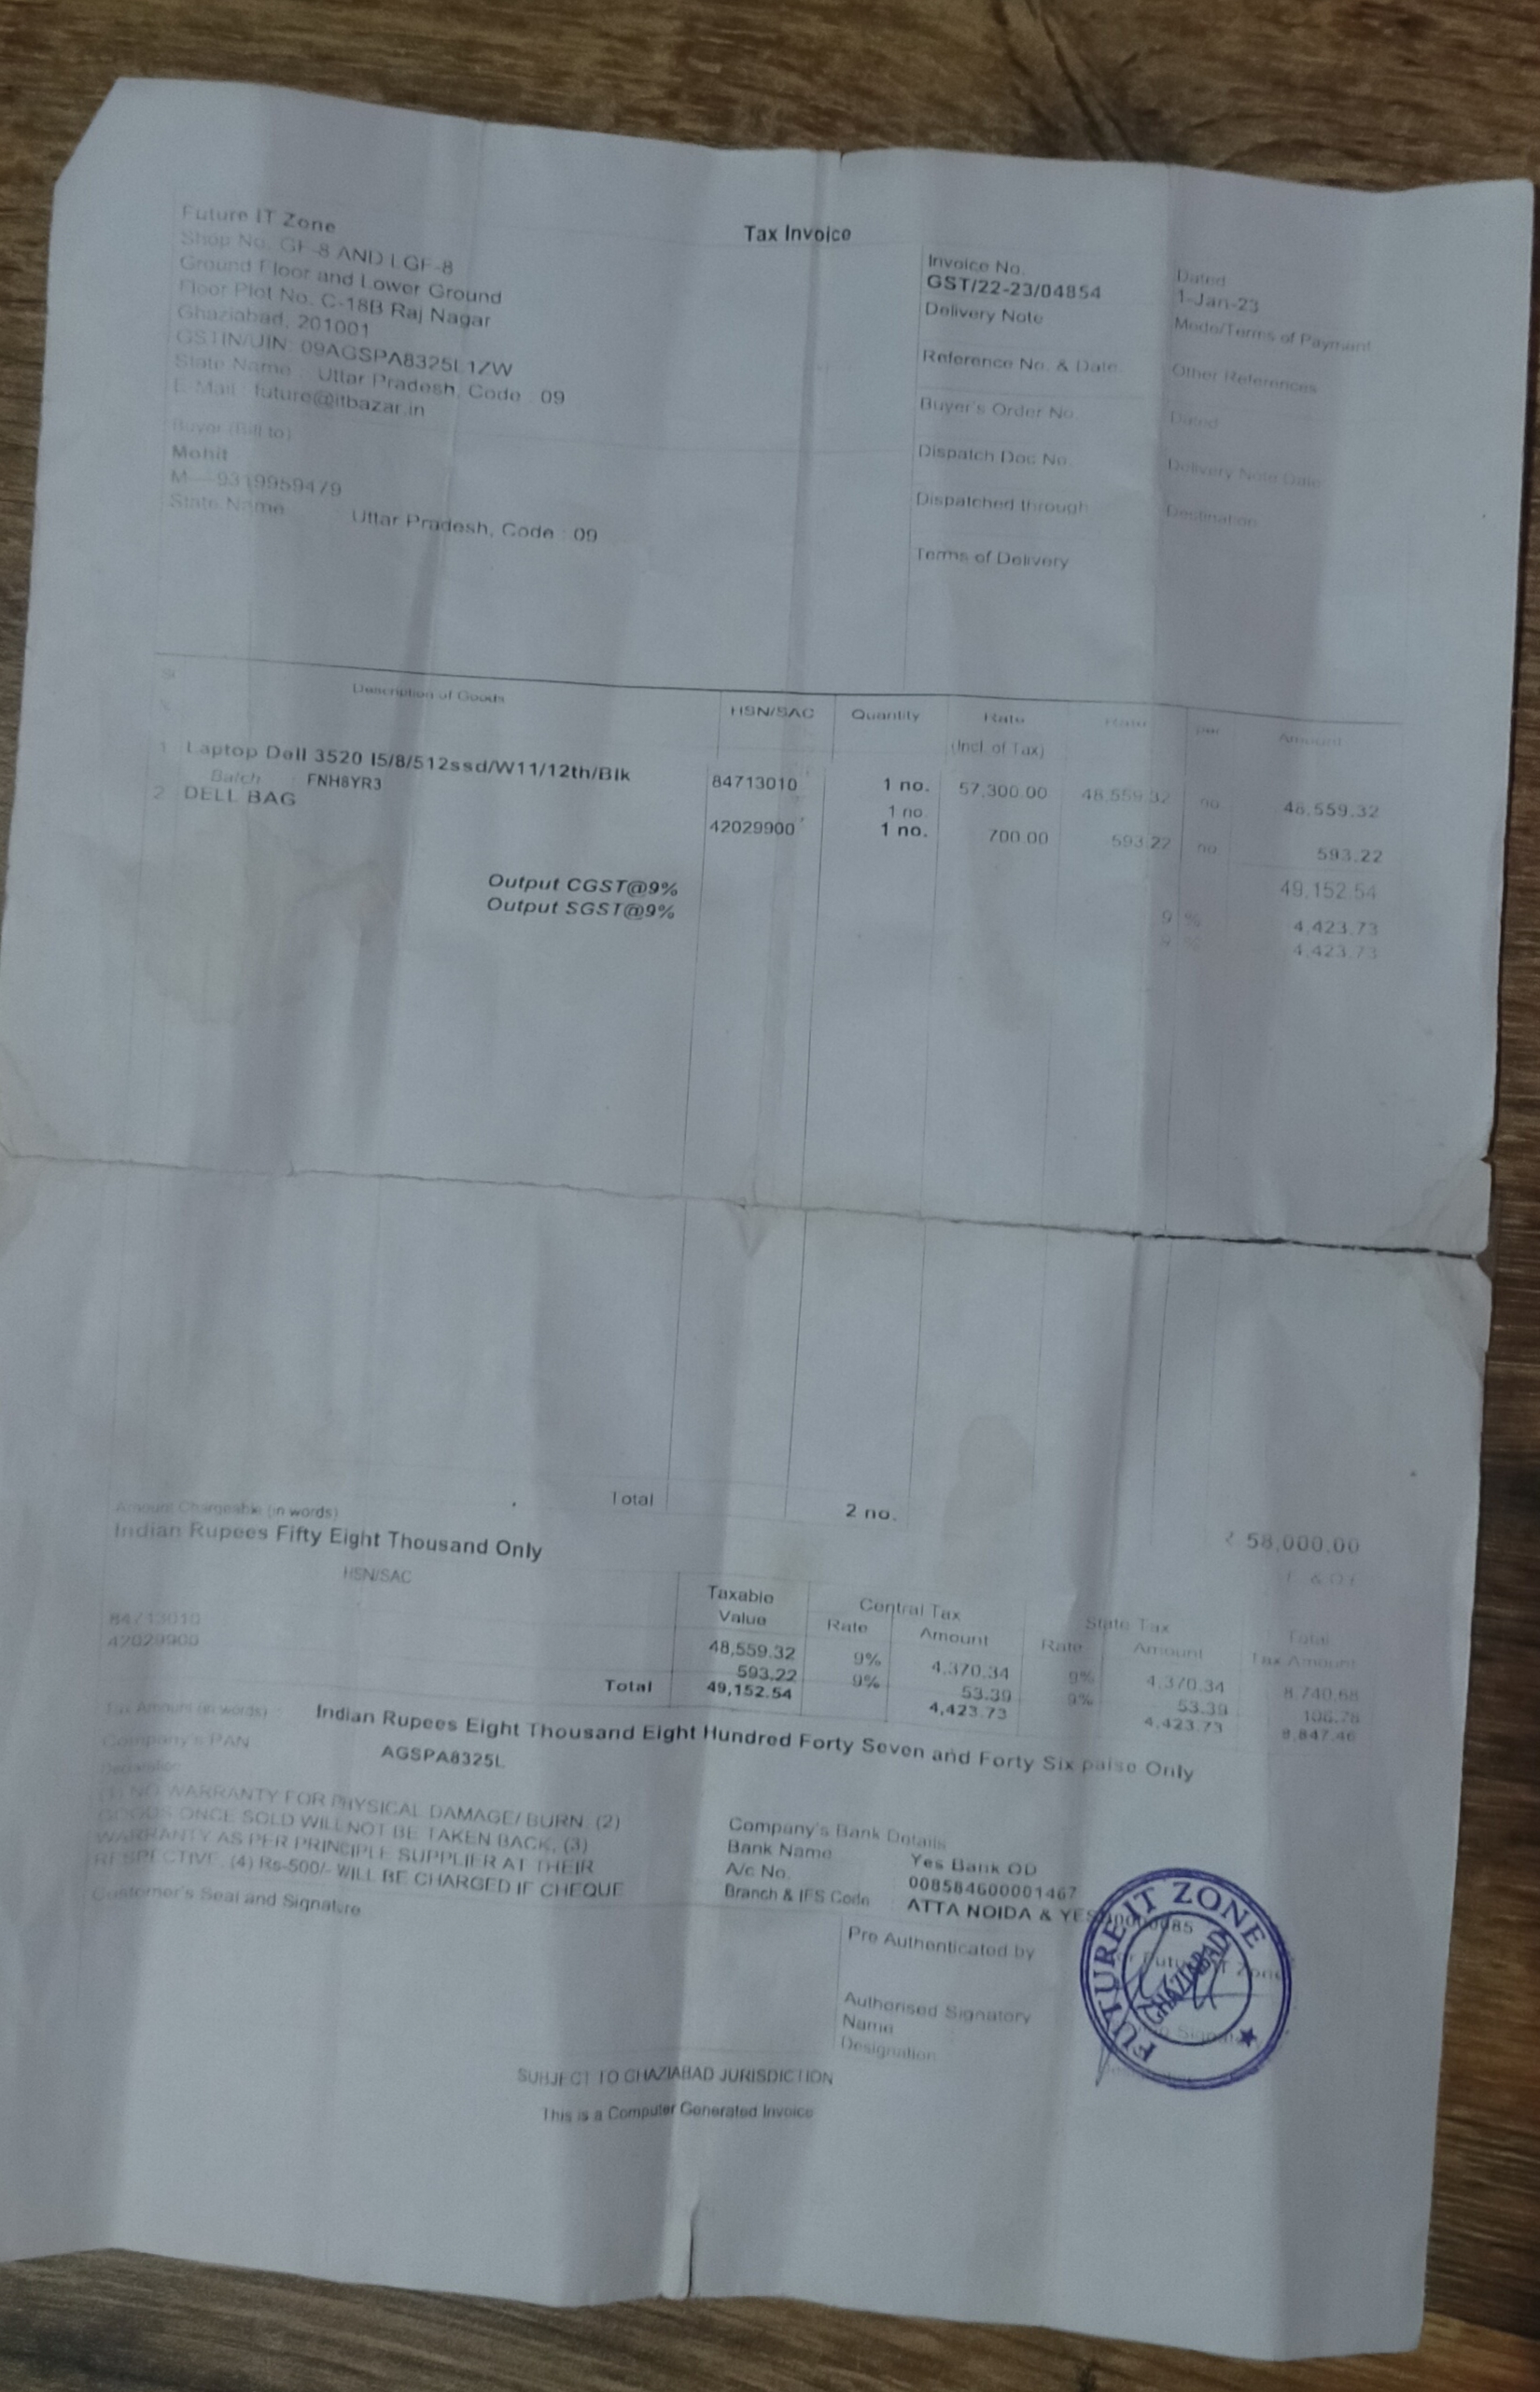 Tax Invoice
Future IT Zone
Shop No. GF-8 AND LGF-8
Ground Floor and Lower Ground
Floor Plot No. C-18B Raj Nagar
Ghaziabad, 201001
GSTIN/UIN: 09AGSPA8325L1ZW
State Name : Uttar Pradesh, Code : 09
E-Mail : future@itbazar.in
Invoice No.
GST/22-23/04854
Dated
1-Jan-23
Delivery Note
Mode/Terms of Payment
Reference No. & Date.
Other References
Buyer's Order No.
Dated
Dispatch Doc No.
Delivery Note Date
Dispatched through
Destination
Terms of Delivery
Buyer (Bill to)
Mohit
M---9319959479
State Name Uttar Pradesh, Code : 09
Sl Description of Goods HSN/SAC Quantity Rate Rate per Amount
(Incl. of Tax)
1 Laptop Dell 3520 I5/8/512ssd/W11/12th/Blk 84713010 1 no. 57,300.00 48,559.32 no 48,559.32
Batch : FNH8YR3 1 no
2 DELL BAG 42029900 1 no. 700.00 593.22 no 593.22
49,152.54
Output CGST@9% 9 % 4,423.73
Output SGST@9% 9 % 4,423.73
Total 2 no. ₹ 58,000.00
Amount Chargeable (in words) E. & O.E
Indian Rupees Fifty Eight Thousand Only
HSN/SAC Taxable Central Tax State Tax Total
Value Rate Amount Rate Amount Tax Amount
84713010 48,559.32 9% 4,370.34 9% 4,370.34 8,740.68
42029900 593.22 9% 53.39 9% 53.39 106.78
Total 49,152.54 4,423.73 4,423.73 8,847.46
Tax Amount (in words) : Indian Rupees Eight Thousand Eight Hundred Forty Seven and Forty Six paise Only
Company's PAN AGSPA8325L
Declaration
(1) NO WARRANTY FOR PHYSICAL DAMAGE/ BURN. (2)
GOODS ONCE SOLD WILL NOT BE TAKEN BACK, (3)
WARRANTY AS PER PRINCIPLE SUPPLIER AT THEIR
RESPECTIVE. (4) Rs-500/- WILL BE CHARGED IF CHEQUE
Company's Bank Details
Bank Name : Yes Bank OD
A/c No. : 008584600001467
Branch & IFS Code : ATTA NOIDA & YESB0000085
Customer's Seal and Signature
Pre Authenticated by
for Future IT Zone
Authorised Signatory
Name
Designation
FUTURE IT ZONE
GHAZIABAD
SUBJECT TO GHAZIABAD JURISDICTION
This is a Computer Generated Invoice